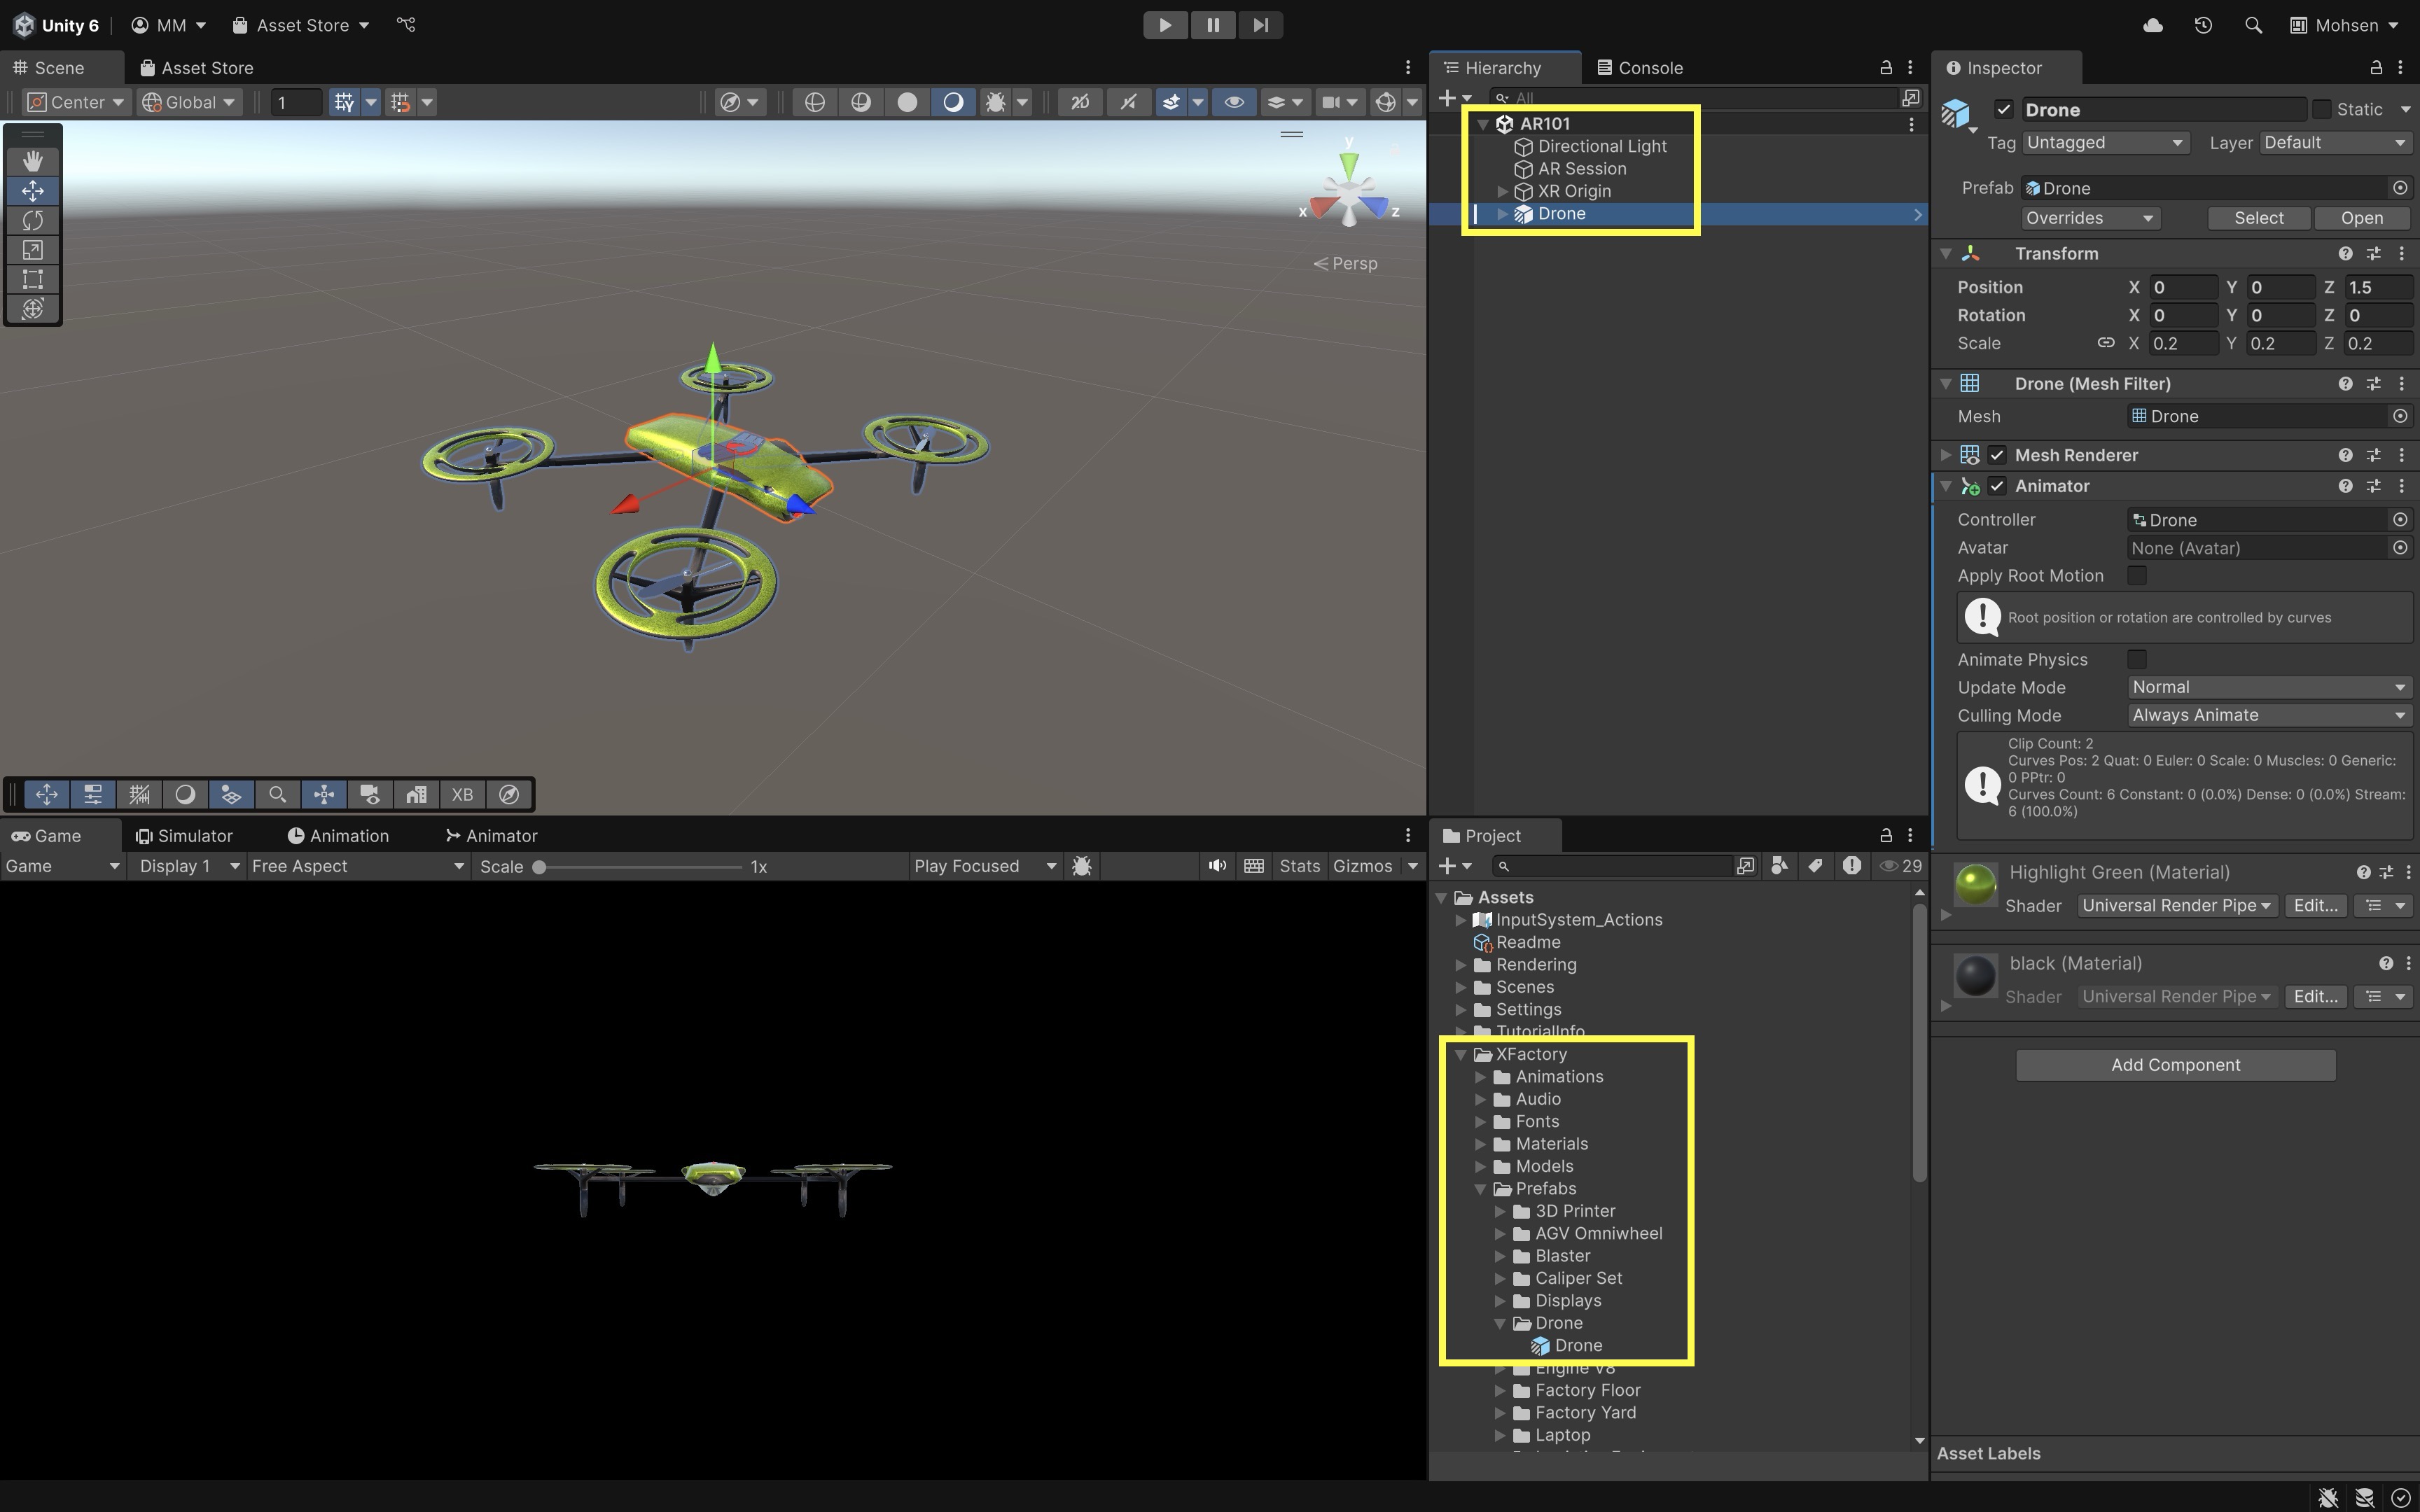 Unity 6
MM
Asset Store
Mohsen
Scene
Asset Store
Center
Global
1
2D
y
x
z
Persp
XB
Hierarchy
Console
All
AR101
Directional Light
AR Session
XR Origin
Drone
Game
Simulator
Animation
Animator
Game
Display 1
Free Aspect
Scale
1x
Play Focused
Stats
Gizmos
Project
29
Assets
InputSystem_Actions
Readme
Rendering
Scenes
Settings
TutorialInfo
XFactory
Animations
Audio
Fonts
Materials
Models
Prefabs
3D Printer
AGV Omniwheel
Blaster
Caliper Set
Displays
Drone
Drone
Engine V8
Factory Floor
Factory Yard
Laptop
Inspector
Drone
Static
Tag Untagged Layer Default
Prefab Drone
Overrides Select Open
Transform
Position X 0 Y 0 Z 1.5
Rotation X 0 Y 0 Z 0
Scale X 0.2 Y 0.2 Z 0.2
Drone (Mesh Filter)
Mesh Drone
Mesh Renderer
Animator
Controller Drone
Avatar None (Avatar)
Apply Root Motion
Root position or rotation are controlled by curves
Animate Physics
Update Mode Normal
Culling Mode Always Animate
Clip Count: 2
Curves Pos: 2 Quat: 0 Euler: 0 Scale: 0 Muscles: 0 Generic:
0 PPtr: 0
Curves Count: 6 Constant: 0 (0.0%) Dense: 0 (0.0%) Stream:
6 (100.0%)
Highlight Green (Material)
Shader Universal Render Pipe Edit...
black (Material)
Shader Universal Render Pipe Edit...
Add Component
Asset Labels